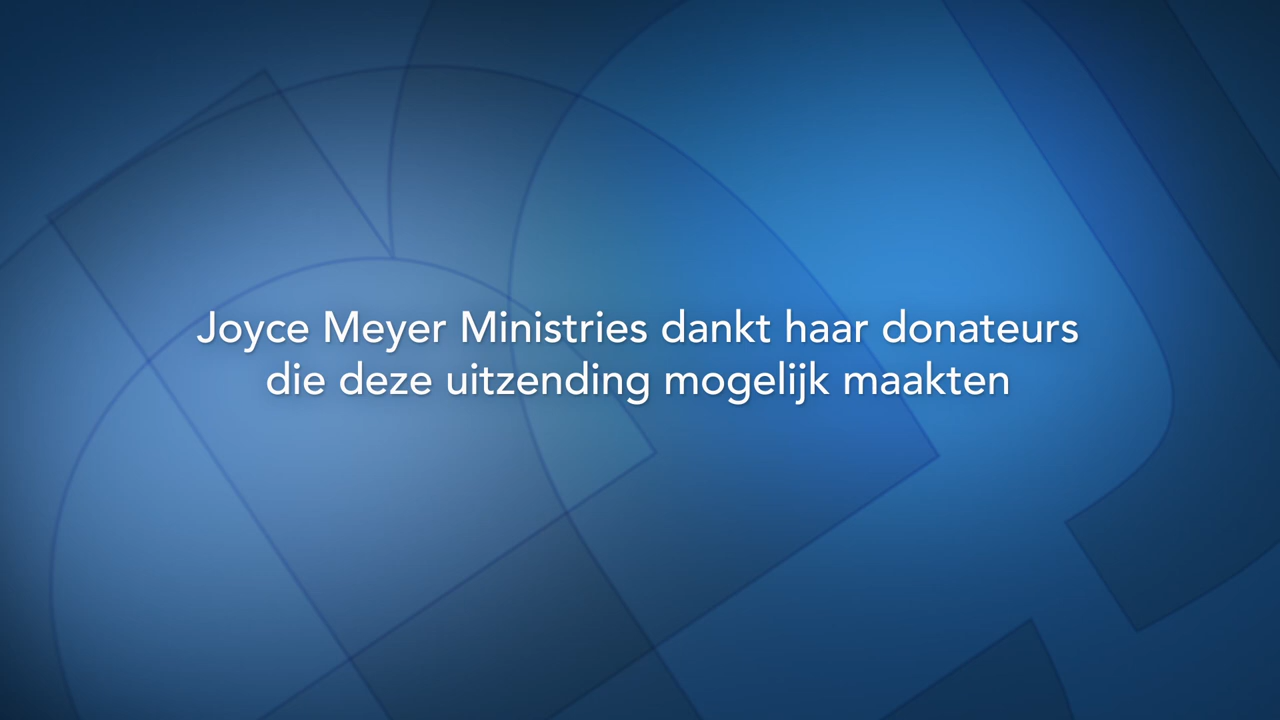 Joyce Meyer Ministries dankt haar donateurs
die deze uitzending mogelijk maakten